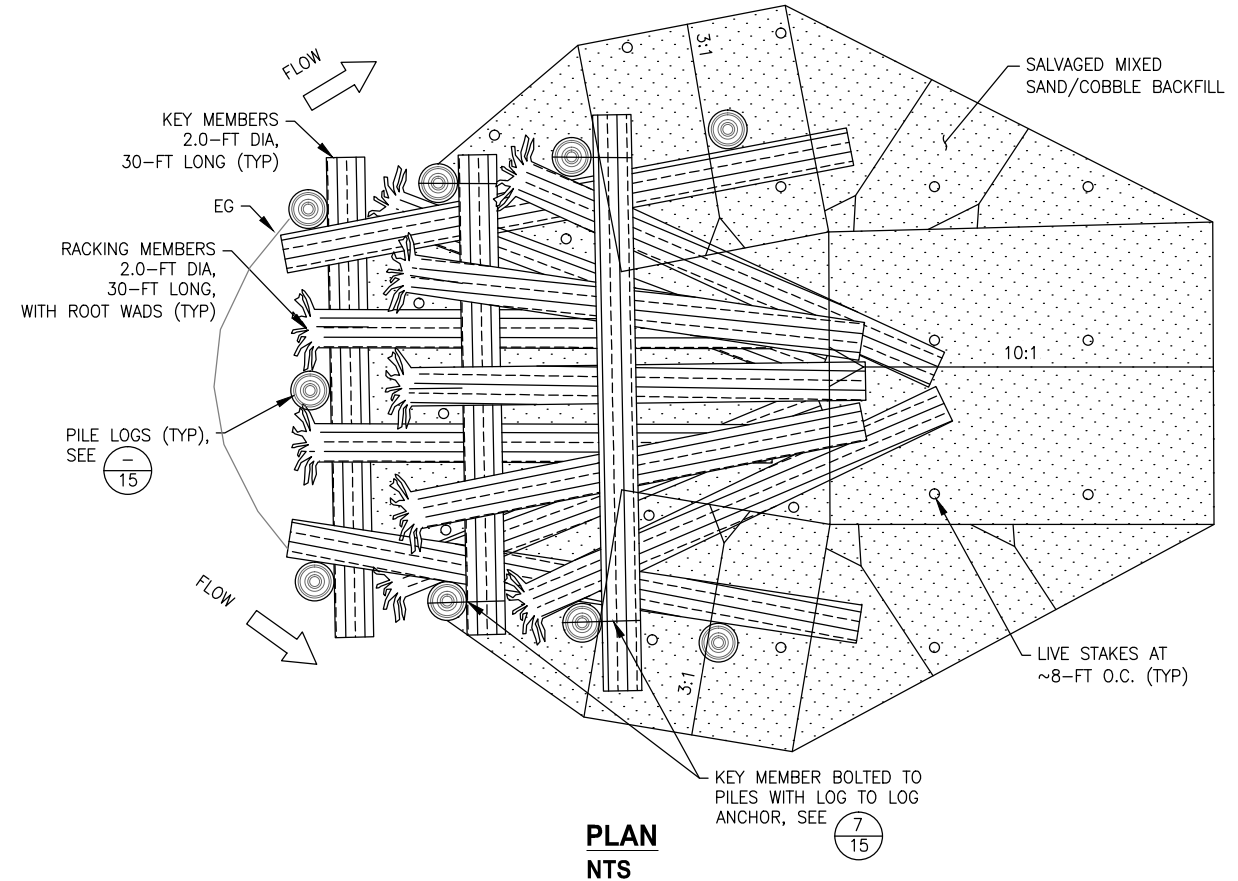 FLOW
3:1
SALVAGED MIXED
SAND/COBBLE BACKFILL
KEY MEMBERS
2.0-FT DIA,
30-FT LONG (TYP)
EG
RACKING MEMBERS
2.0-FT DIA,
30-FT LONG,
WITH ROOT WADS (TYP)
10:1
PILE LOGS (TYP),
SEE
-
15
FLOW
3:1
LIVE STAKES AT
~8-FT O.C. (TYP)
KEY MEMBER BOLTED TO
PILES WITH LOG TO LOG
ANCHOR, SEE
7
15
PLAN
NTS